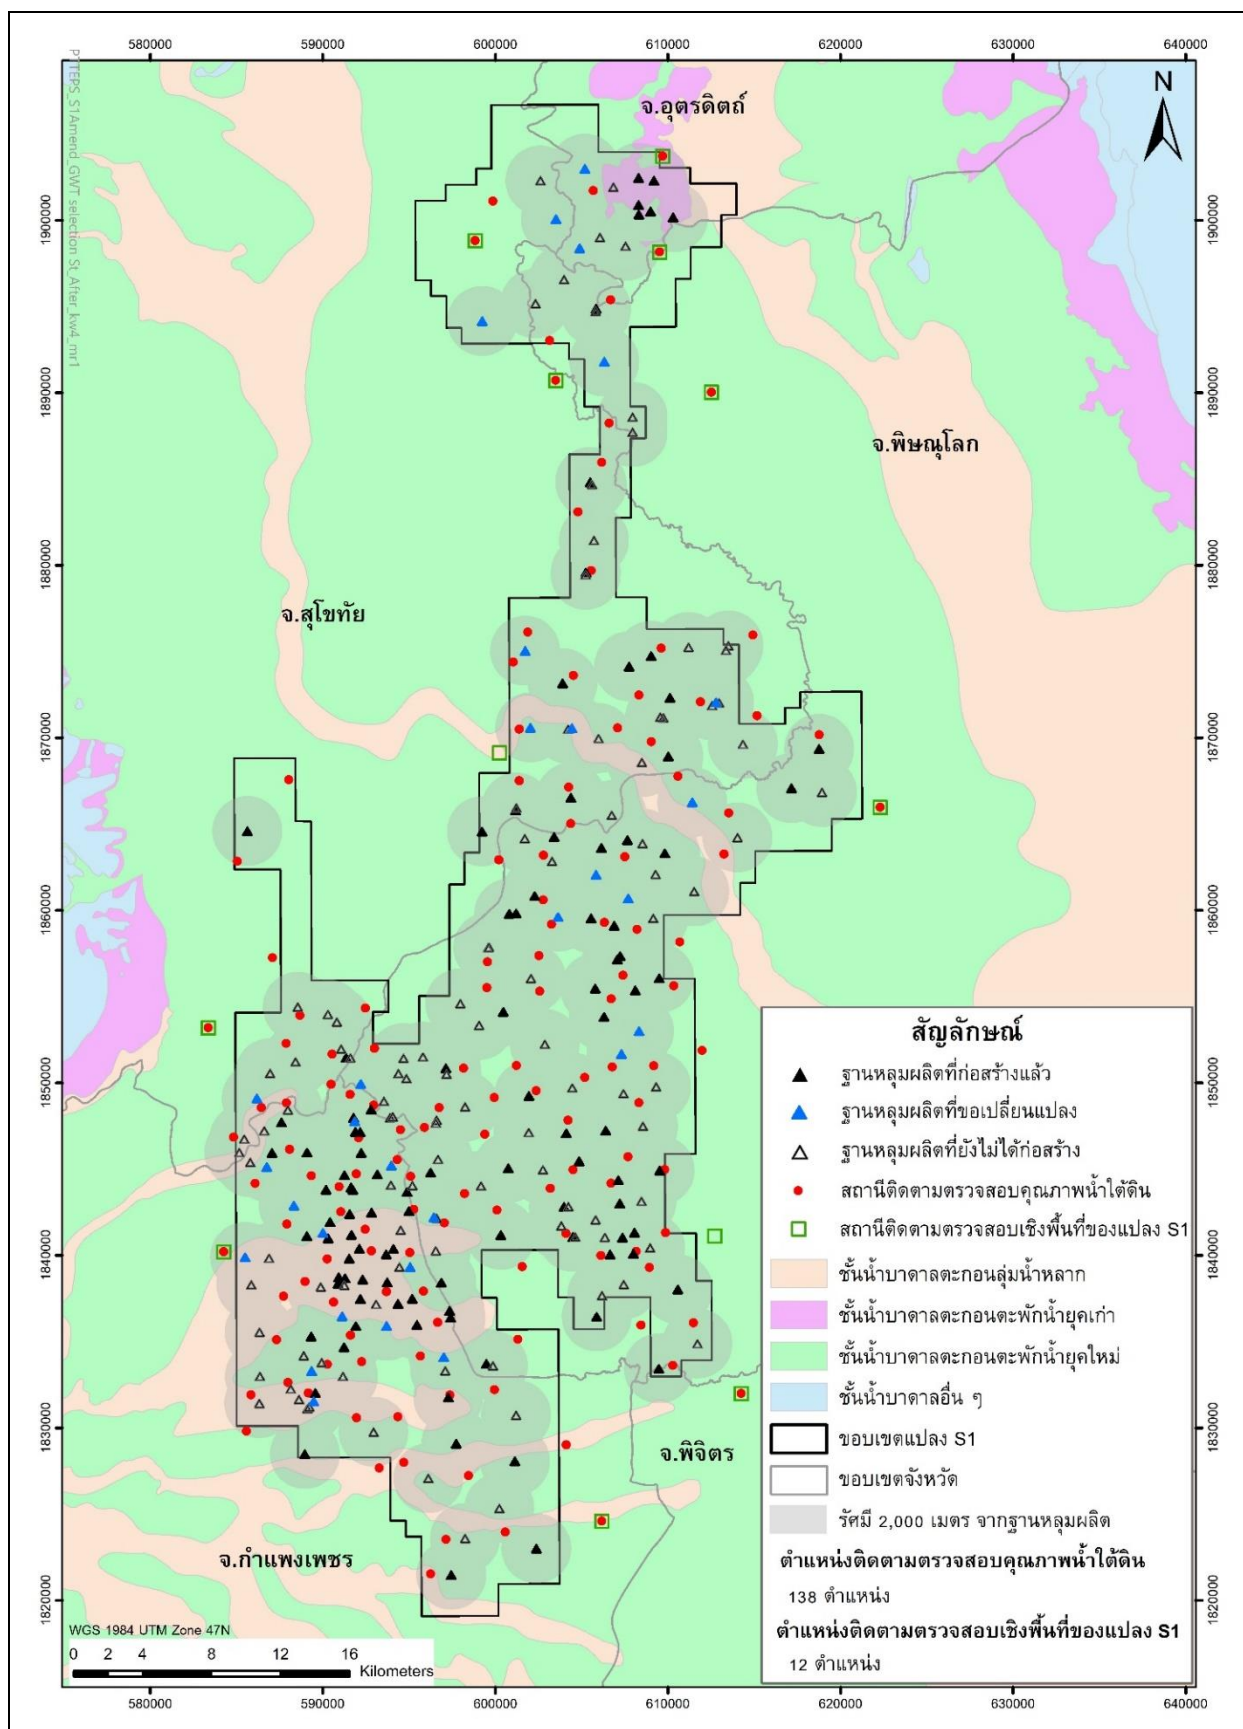 580000 590000 600000 610000 620000 630000 640000
PTTEPS_S1Amend_GWT selection St_After_kw4_mr1
N
จ.อุตรดิตถ์
1900000 1900000
1890000 1890000
จ.พิษณุโลก
1880000 1880000
จ.สุโขทัย
1870000 1870000
1860000 1860000
1850000 1850000
1840000 1840000
1830000 1830000
1820000 1820000
จ.พิจิตร
จ.กำแพงเพชร
สัญลักษณ์
ฐานหลุมผลิตที่ก่อสร้างแล้ว
ฐานหลุมผลิตที่ขอเปลี่ยนแปลง
ฐานหลุมผลิตที่ยังไม่ได้ก่อสร้าง
สถานีติดตามตรวจสอบคุณภาพน้ำใต้ดิน
สถานีติดตามตรวจสอบเชิงพื้นที่ของแปลง S1
ชั้นน้ำบาดาลตะกอนลุ่มน้ำหลาก
ชั้นน้ำบาดาลตะกอนตะพักน้ำยุคเก่า
ชั้นน้ำบาดาลตะกอนตะพักน้ำยุคใหม่
ชั้นน้ำบาดาลอื่น ๆ
ขอบเขตแปลง S1
ขอบเขตจังหวัด
รัศมี 2,000 เมตร จากฐานหลุมผลิต
ตำแหน่งติดตามตรวจสอบคุณภาพน้ำใต้ดิน
138 ตำแหน่ง
ตำแหน่งติดตามตรวจสอบเชิงพื้นที่ของแปลง S1
12 ตำแหน่ง
WGS 1984 UTM Zone 47N
0 2 4 8 12 16
Kilometers
580000 590000 600000 610000 620000 630000 640000